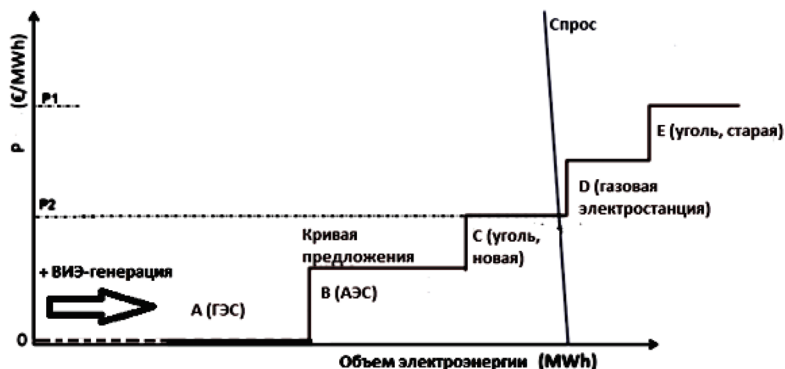 P (€/MWh)
P1
P2
0
Спрос
E (уголь, старая)
D (газовая
электростанция)
C (уголь,
новая)
Кривая
предложения
B (АЭС)
+ ВИЭ-генерация
A (ГЭС)
Объем электроэнергии (MWh)